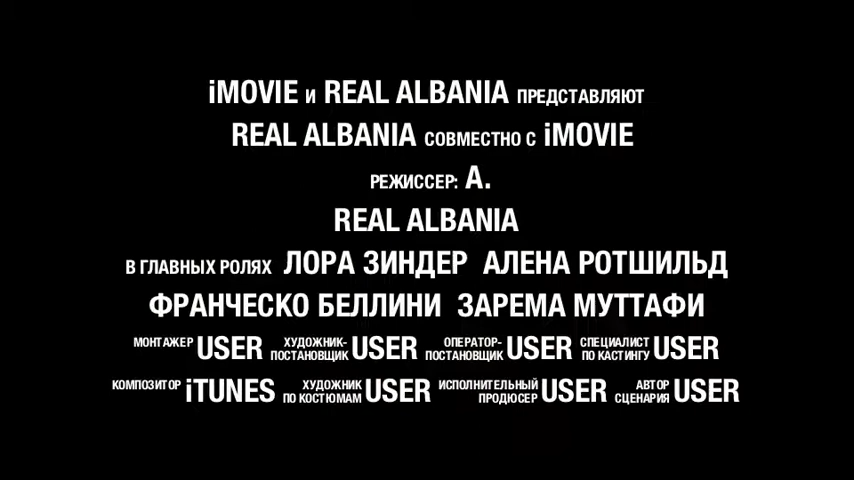 iMOVIE И REAL ALBANIA ПРЕДСТАВЛЯЮТ
REAL ALBANIA СОВМЕСТНО С iMOVIE
РЕЖИССЕР: А.
REAL ALBANIA
В ГЛАВНЫХ РОЛЯХ ЛОРА ЗИНДЕР АЛЕНА РОТШИЛЬД
ФРАНЧЕСКО БЕЛЛИНИ ЗАРЕМА МУТТАФИ
МОНТАЖЕР USER ХУДОЖНИК-ПОСТАНОВЩИК USER ОПЕРАТОР-ПОСТАНОВЩИК USER СПЕЦИАЛИСТ ПО КАСТИНГУ USER
КОМПОЗИТОР iTUNES ХУДОЖНИК ПО КОСТЮМАМ USER ИСПОЛНИТЕЛЬНЫЙ ПРОДЮСЕР USER АВТОР СЦЕНАРИЯ USER